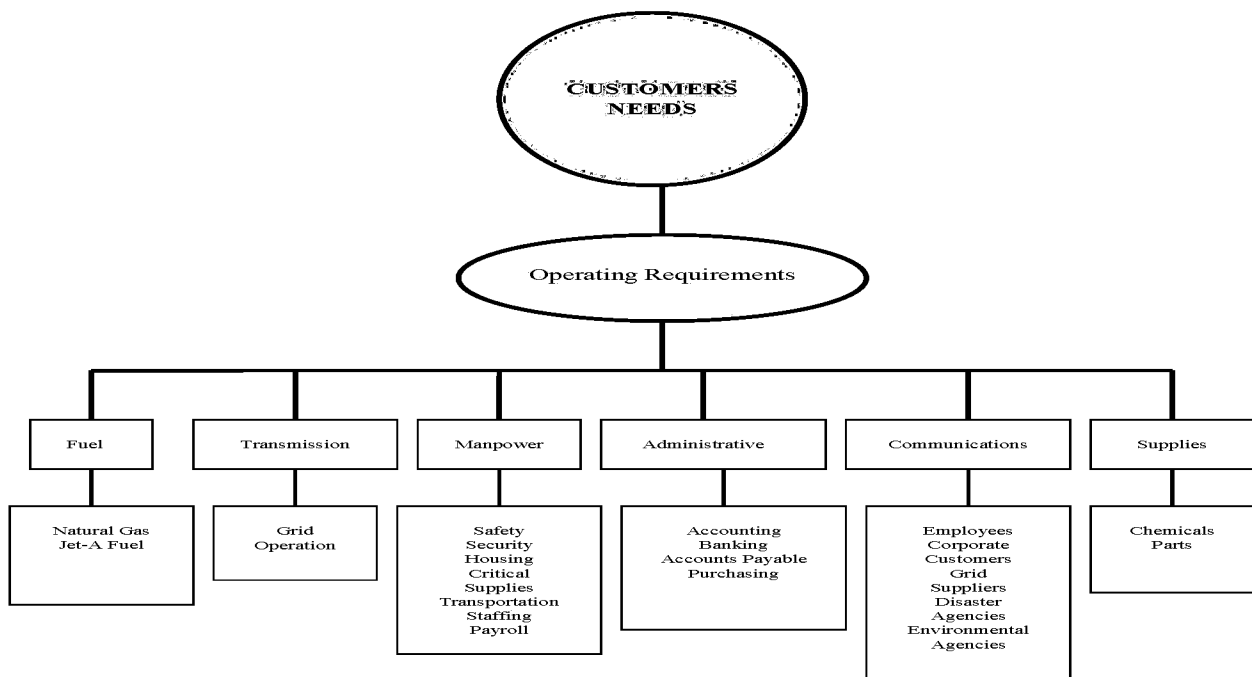 CUSTOMERS
NEEDS
Operating Requirements
Fuel
Transmission
Manpower
Administrative
Communications
Supplies
Natural Gas
Jet-A Fuel
Grid
Operation
Safety
Security
Housing
Critical
Supplies
Transportation
Staffing
Payroll
Accounting
Banking
Accounts Payable
Purchasing
Employees
Corporate
Customers
Grid
Suppliers
Disaster
Agencies
Environmental
Agencies
Chemicals
Parts